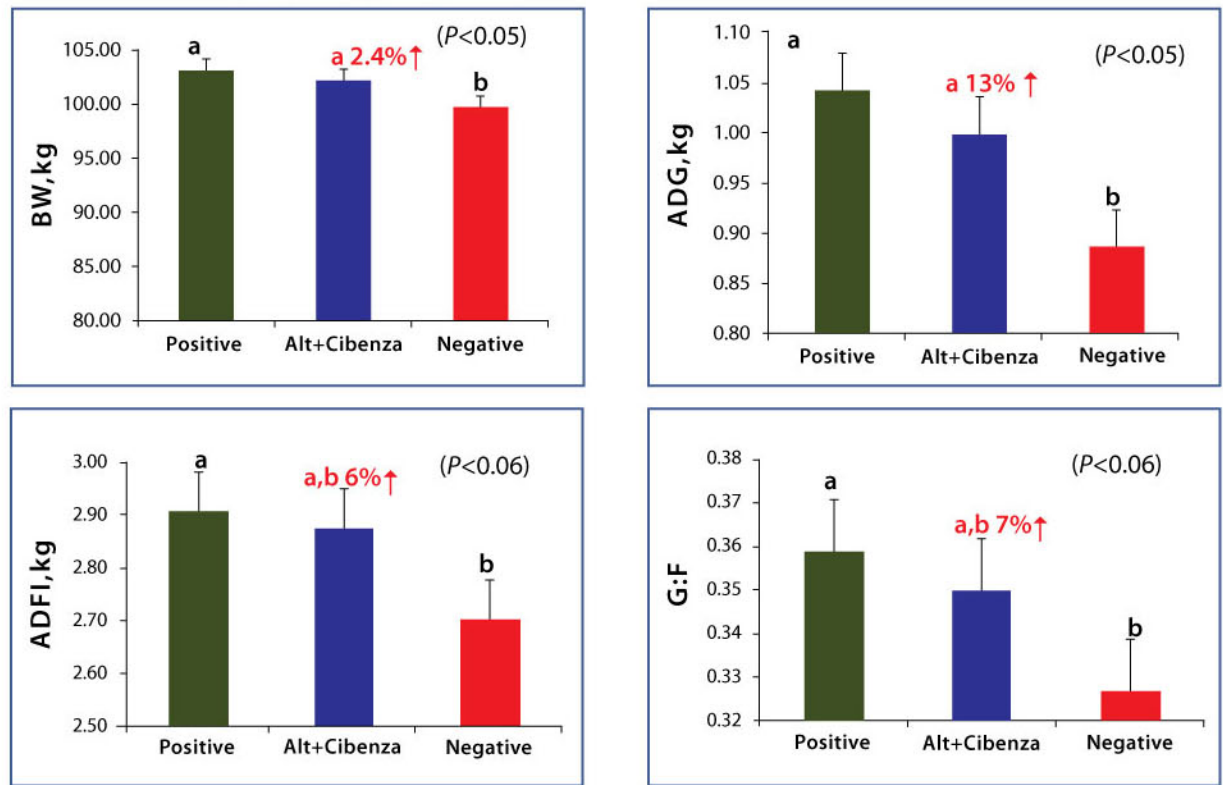 BW,kg
105.00
100.00
95.00
90.00
85.00
80.00
a
a 2.4%↑
b
(P<0.05)
Positive
Alt+Cibenza
Negative
ADG,kg
1.10
1.05
1.00
0.95
0.90
0.85
0.80
a
a 13% ↑
b
(P<0.05)
Positive
Alt+Cibenza
Negative
ADFI,kg
3.00
2.90
2.80
2.70
2.60
2.50
a
a,b 6%↑
b
(P<0.06)
Positive
Alt+Cibenza
Negative
G:F
0.38
0.37
0.36
0.35
0.34
0.33
0.32
a
a,b 7%↑
b
(P<0.06)
Positive
Alt+Cibenza
Negative